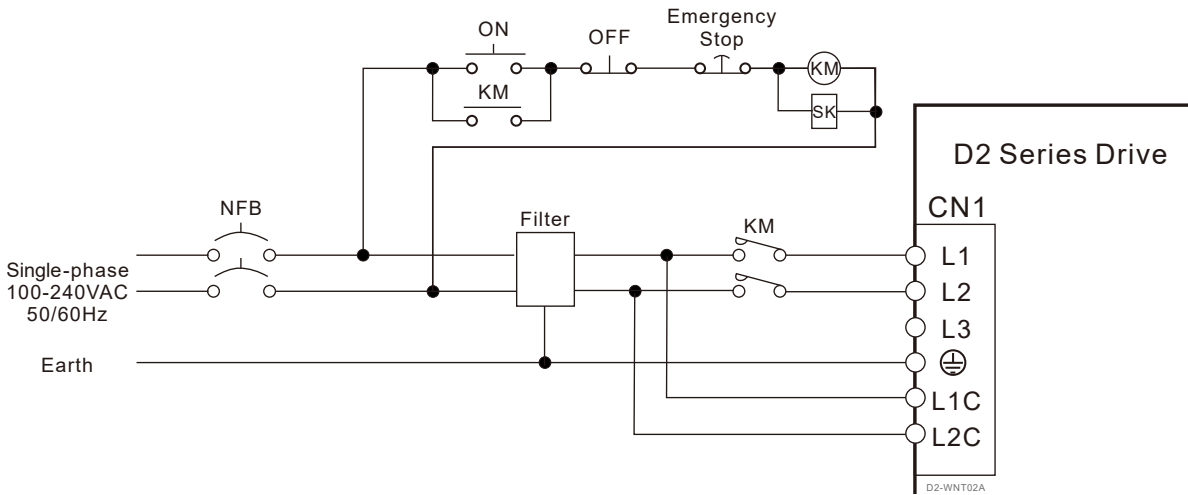 ON
OFF
Emergency
Stop
KM
KM
SK
D2 Series Drive
CN1
NFB
Filter
KM
L1
Single-phase
100-240VAC
50/60Hz
L2
L3
Earth
L1C
L2C
D2-WNT02A